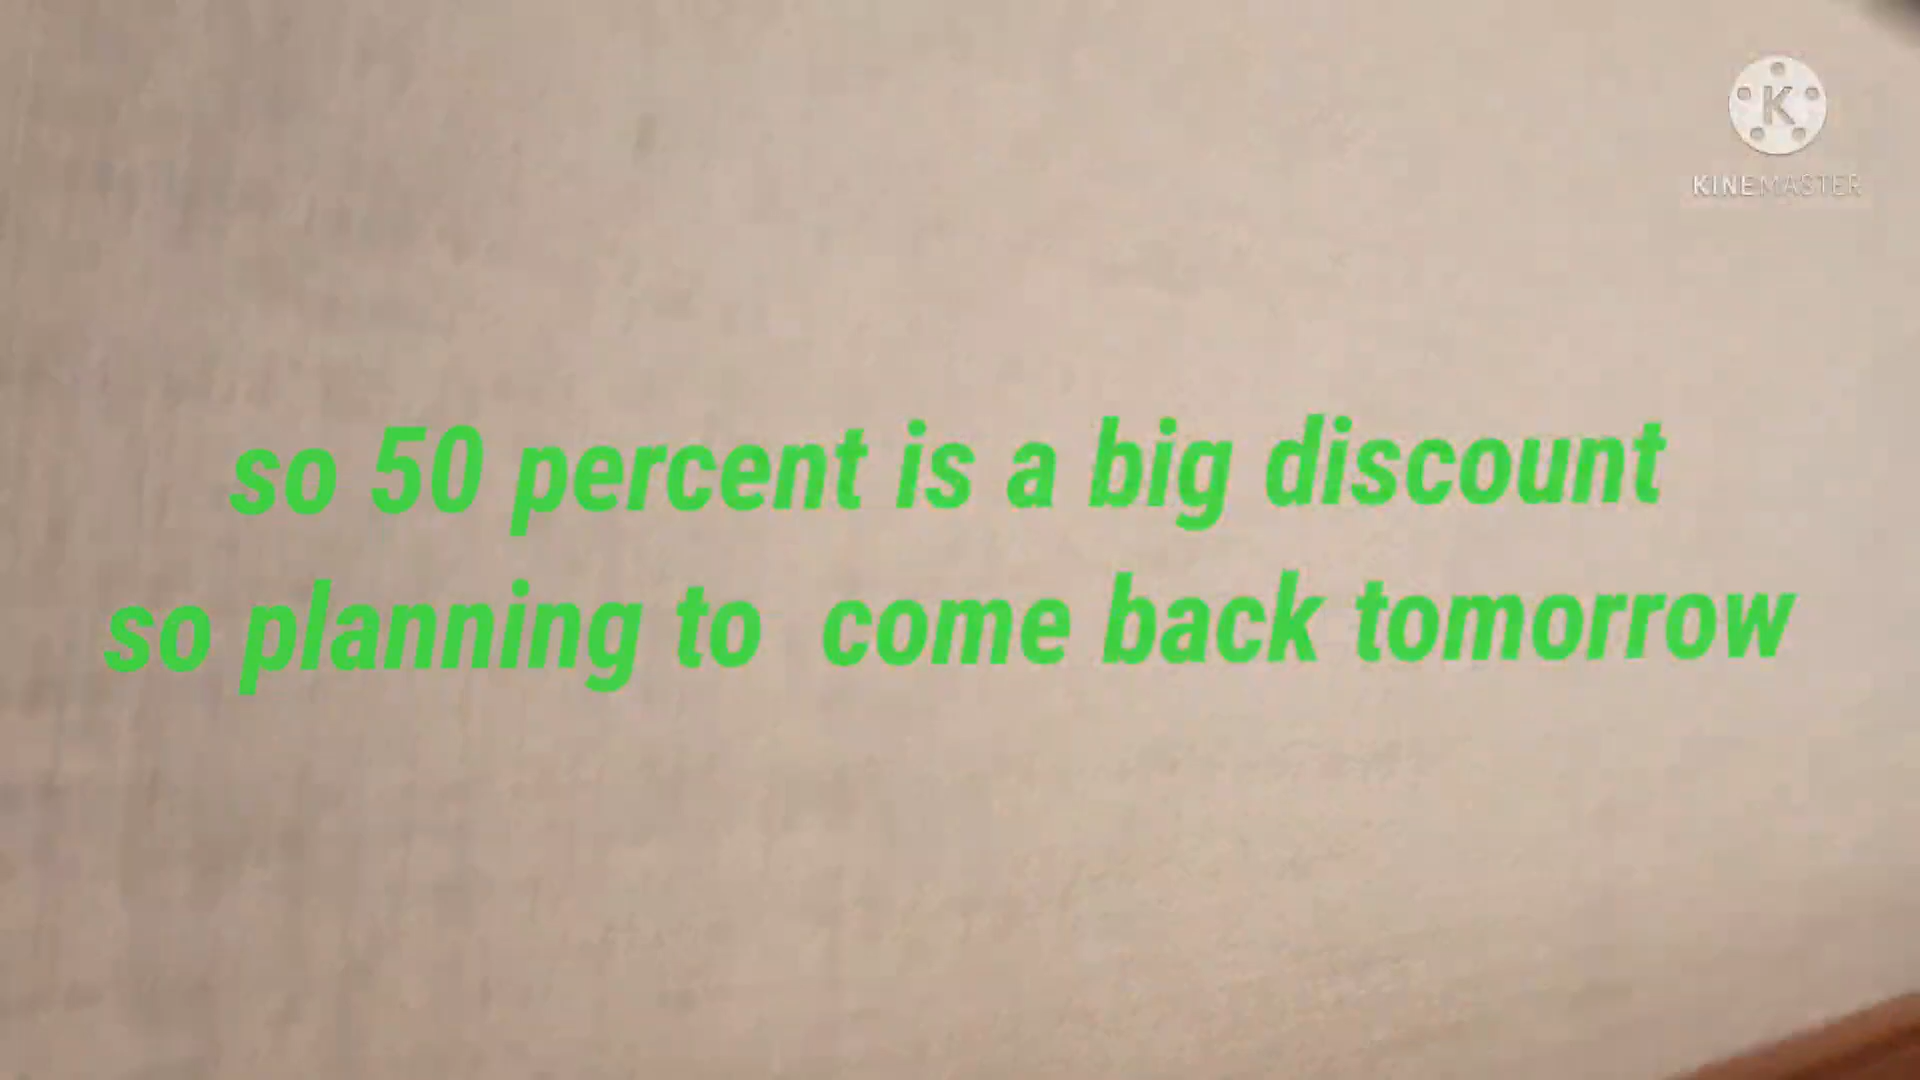 K
KINEMASTER
so 50 percent is a big discount
so planning to  come back tomorrow